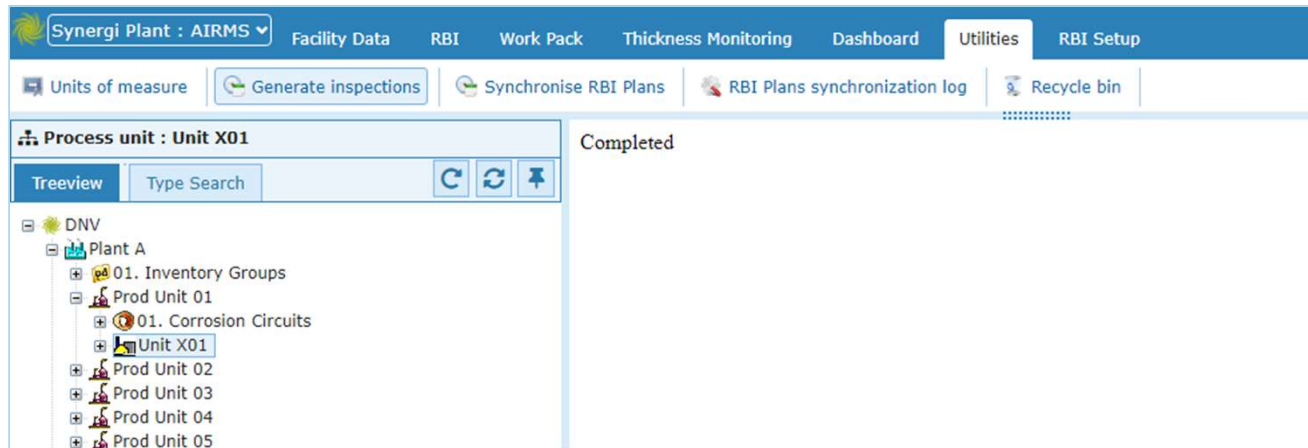 Synergi Plant : AIRMS Facility Data RBI Work Pack Thickness Monitoring Dashboard Utilities RBI Setup
Units of measure Generate inspections Synchronise RBI Plans RBI Plans synchronization log Recycle bin
Process unit : Unit X01
Treeview Type Search
DNV
Plant A
01. Inventory Groups
Prod Unit 01
01. Corrosion Circuits
Unit X01
Prod Unit 02
Prod Unit 03
Prod Unit 04
Prod Unit 05
Completed